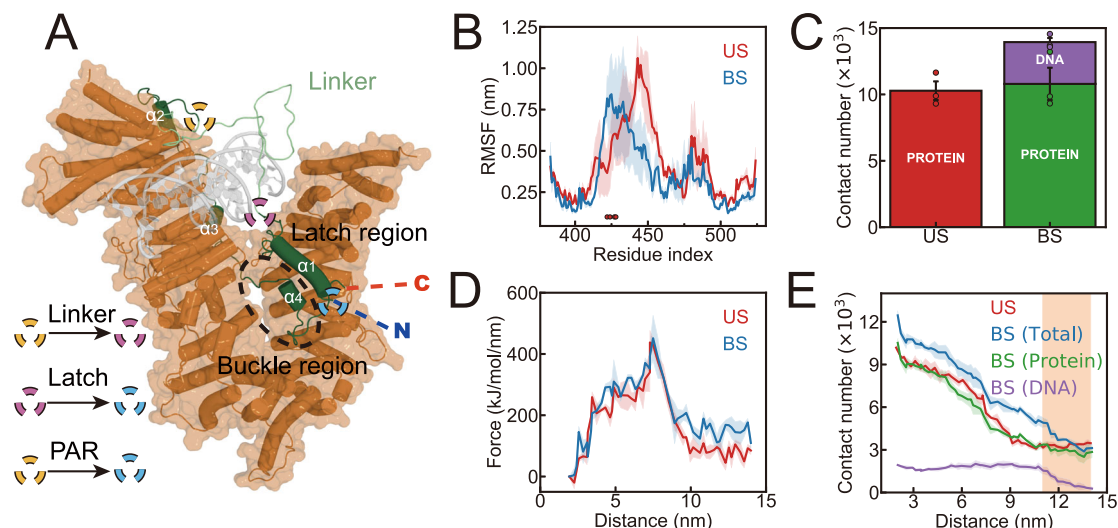 A
Linker
α2
α3
Latch region
α1
α4
C
N
Buckle region
Linker
Latch
PAR
B
US
BS
1.25
1.00
0.75
0.50
0.25
RMSF (nm)
400
450
500
Residue index
C
15
10
5
0
Contact number (×10³)
PROTEIN
DNA
PROTEIN
US
BS
D
US
BS
600
400
200
0
Force (kJ/mol/nm)
0
5
10
15
Distance (nm)
E
US
BS (Total)
BS (Protein)
BS (DNA)
12
9
6
3
0
Contact number (×10³)
3
6
9
12
15
Distance (nm)